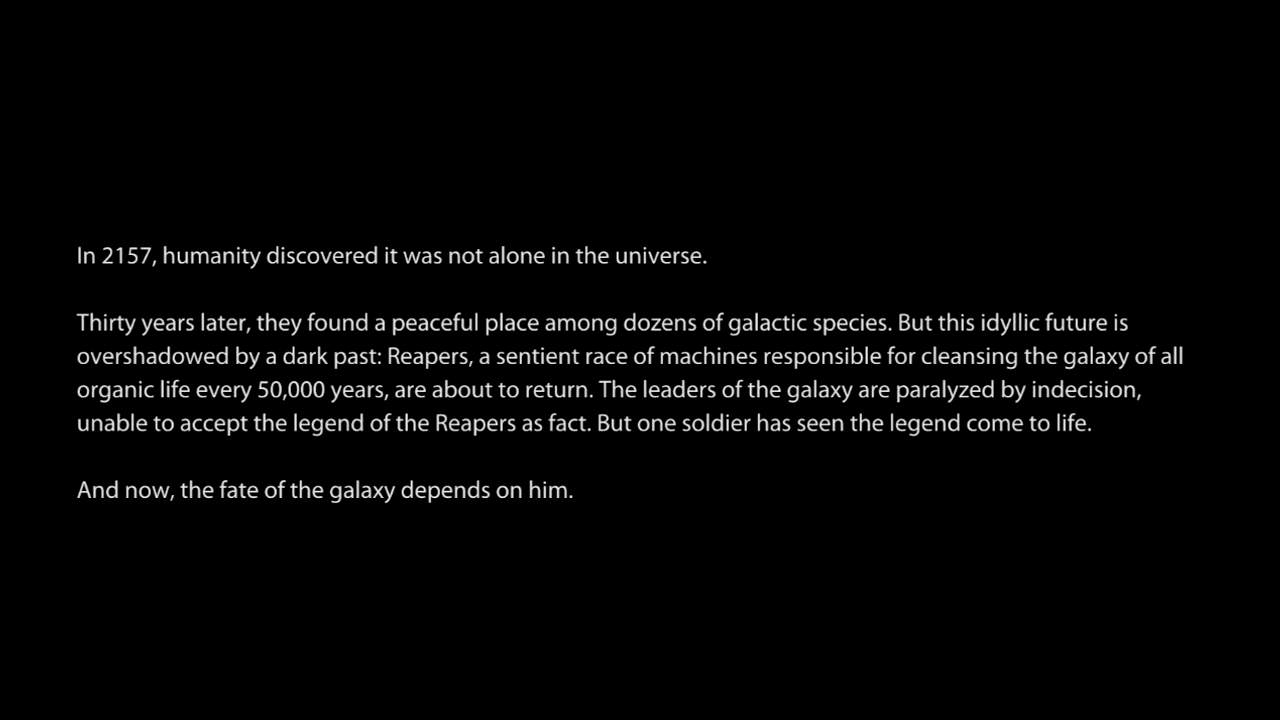 In 2157, humanity discovered it was not alone in the universe.
Thirty years later, they found a peaceful place among dozens of galactic species. But this idyllic future is
overshadowed by a dark past: Reapers, a sentient race of machines responsible for cleansing the galaxy of all
organic life every 50,000 years, are about to return. The leaders of the galaxy are paralyzed by indecision,
unable to accept the legend of the Reapers as fact. But one soldier has seen the legend come to life.
And now, the fate of the galaxy depends on him.